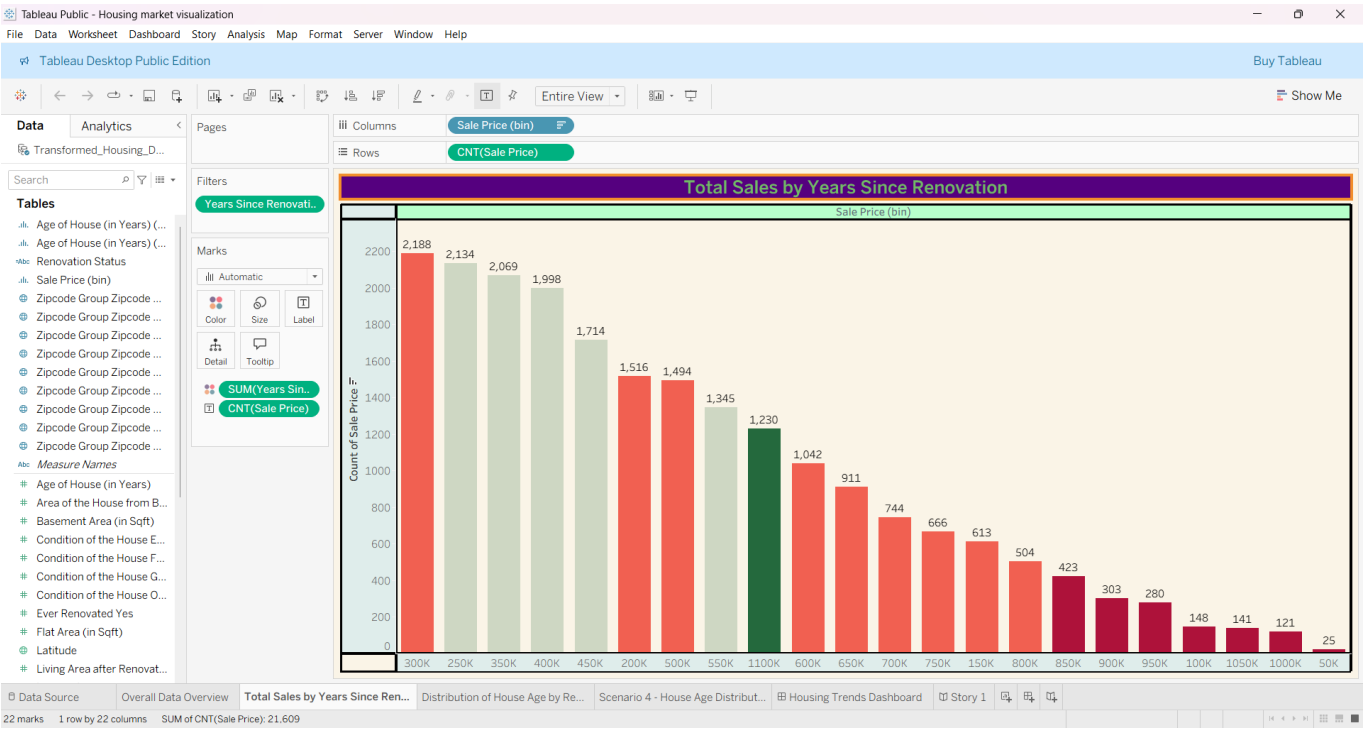 Tableau Public - Housing market visualization
File Data Worksheet Dashboard Story Analysis Map Format Server Window Help
Tableau Desktop Public Edition
Buy Tableau
Entire View
Show Me
Data
Analytics
Transformed_Housing_D...
Search
Tables
Age of House (in Years) (...
Age of House (in Years) (...
Abc Renovation Status
Sale Price (bin)
Zipcode Group Zipcode ...
Zipcode Group Zipcode ...
Zipcode Group Zipcode ...
Zipcode Group Zipcode ...
Zipcode Group Zipcode ...
Zipcode Group Zipcode ...
Zipcode Group Zipcode ...
Zipcode Group Zipcode ...
Zipcode Group Zipcode ...
Abc Measure Names
# Age of House (in Years)
# Area of the House from B...
# Basement Area (in Sqft)
# Condition of the House E...
# Condition of the House F...
# Condition of the House G...
# Condition of the House O...
# Ever Renovated Yes
# Flat Area (in Sqft)
Latitude
# Living Area after Renovat...
Pages
Filters
Years Since Renovati..
Marks
Automatic
Color Size Label
Detail Tooltip
SUM(Years Sin..
CNT(Sale Price)
Columns
Sale Price (bin)
Rows
CNT(Sale Price)
Total Sales by Years Since Renovation
Sale Price (bin)
Count of Sale Price
2200
2000
1800
1600
1400
1200
1000
800
600
400
200
0
2,188
2,134
2,069
1,998
1,714
1,516
1,494
1,345
1,230
1,042
911
744
666
613
504
423
303
280
148
141
121
25
300K 250K 350K 400K 450K 200K 500K 550K 1100K 600K 650K 700K 750K 150K 800K 850K 900K 950K 100K 1050K 1000K 50K
Data Source
Overall Data Overview
Total Sales by Years Since Ren...
Distribution of House Age by Re...
Scenario 4 - House Age Distribut...
Housing Trends Dashboard
Story 1
22 marks 1 row by 22 columns SUM of CNT(Sale Price): 21,609